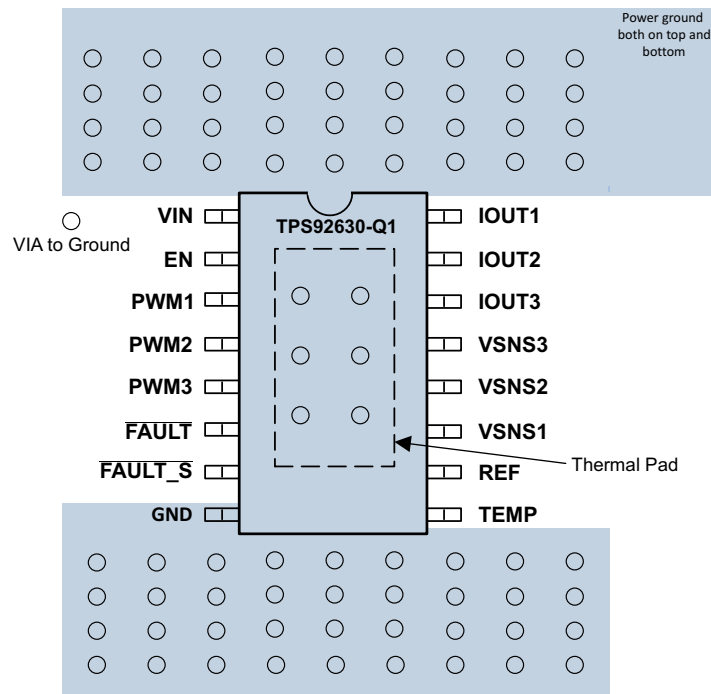 Power ground
both on top and
bottom
VIA to Ground
TPS92630-Q1
VIN
EN
PWM1
PWM2
PWM3
FAULT
FAULT_S
GND
IOUT1
IOUT2
IOUT3
VSNS3
VSNS2
VSNS1
REF
TEMP
Thermal Pad